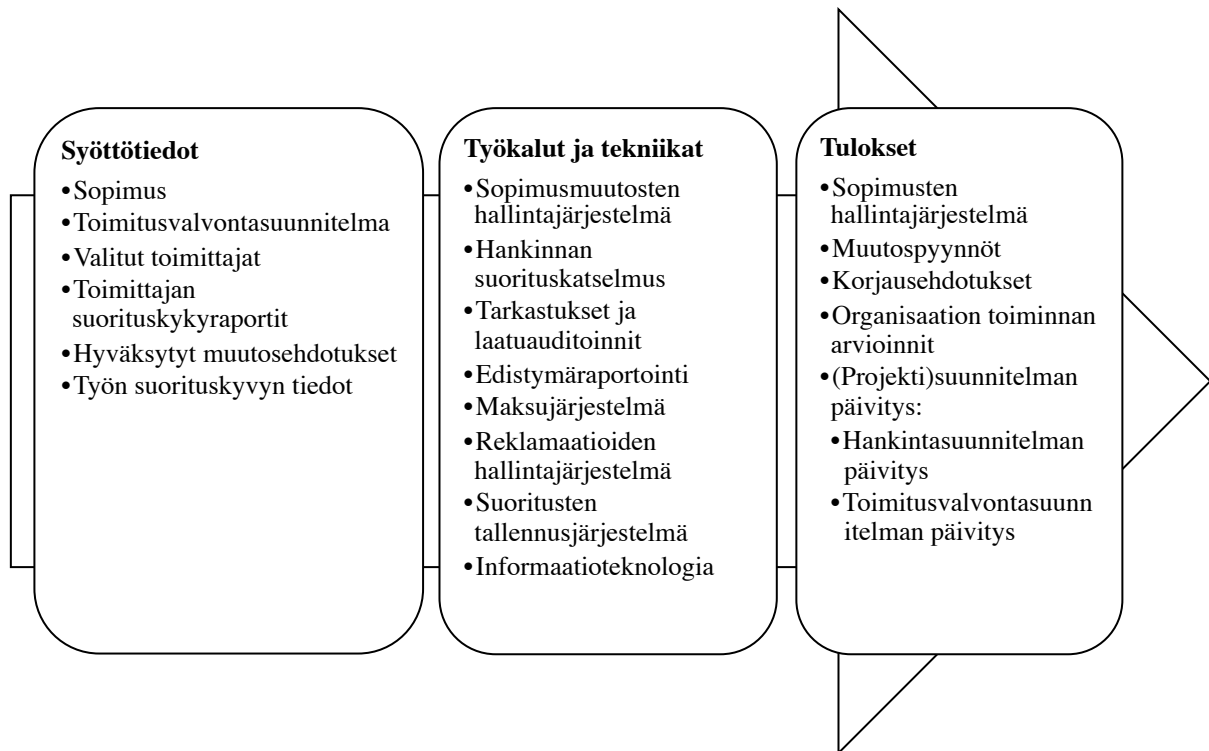 Syöttötiedot
•Sopimus
•Toimitusvalvontasuunnitelma
•Valitut toimittajat
•Toimittajan
suorituskykyraportit
•Hyväksytyt muutosehdotukset
•Työn suorituskyvyn tiedot
Työkalut ja tekniikat
•Sopimusmuutosten
hallintajärjestelmä
•Hankinnan
suorituskatselmus
•Tarkastukset ja
laatuauditoinnit
•Edistymäraportointi
•Maksujärjestelmä
•Reklamaatioiden
hallintajärjestelmä
•Suoritusten
tallennusjärjestelmä
•Informaatioteknologia
Tulokset
•Sopimusten
hallintajärjestelmä
•Muutospyynnöt
•Korjausehdotukset
•Organisaation toiminnan
arvioinnit
•(Projekti)suunnitelman
päivitys:
•Hankintasuunnitelman
päivitys
•Toimitusvalvontasuunn
itelman päivitys